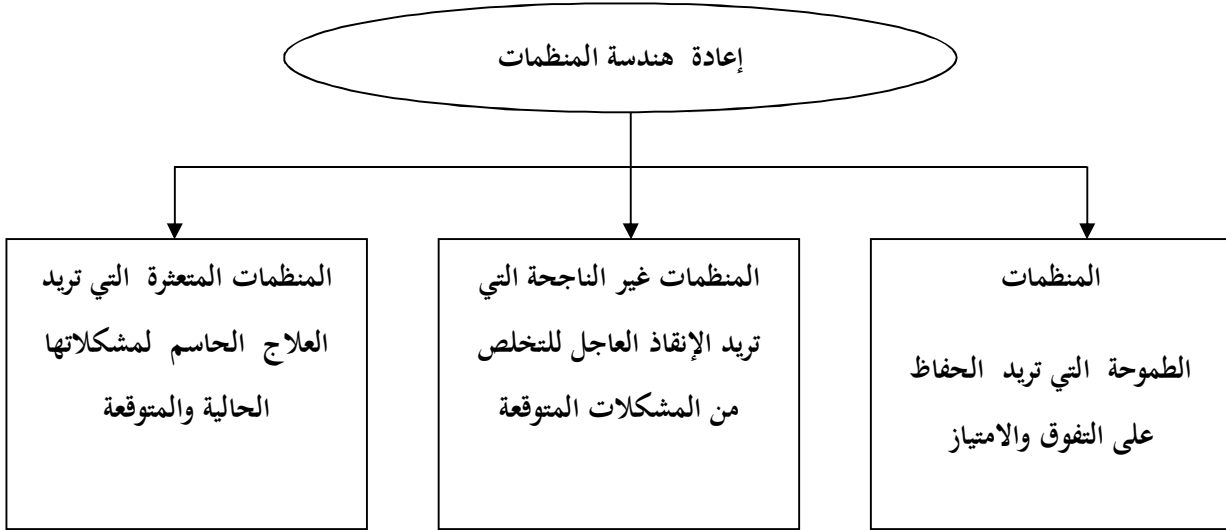 إعادة هندسة المنظمات
المنظمات
الطموحة التي تريد الحفاظ
على التفوق والامتياز
المنظمات غير الناجحة التي
تريد الإنقاذ العاجل للتخلص
من المشكلات المتوقعة
المنظمات المتعثرة التي تريد
العلاج الحاسم لمشكلاتها
الحالية والمتوقعة